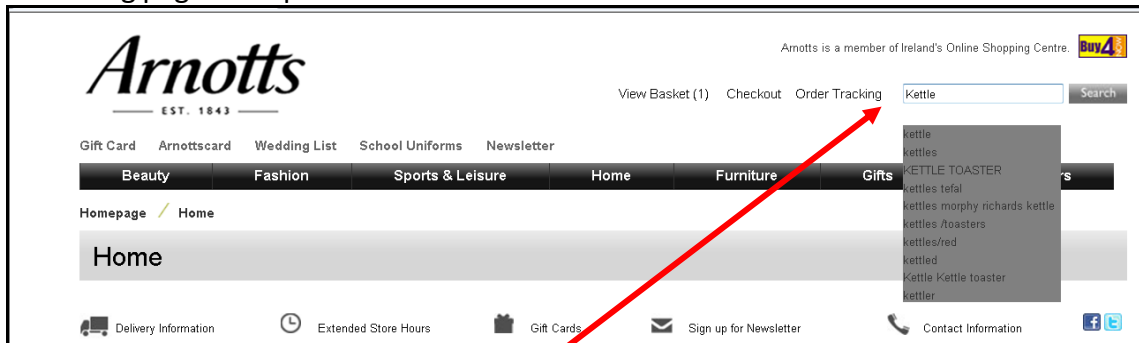 Arnotts
EST. 1843
Arnotts is a member of Ireland's Online Shopping Centre.
Buy4
View Basket (1) Checkout Order Tracking Kettle Search
kettle
kettles
KETTLE TOASTER
kettles tefal
kettles morphy richards kettle
kettles /toasters
kettles/red
kettled
Kettle Kettle toaster
kettler
Gift Card Arnottscard Wedding List School Uniforms Newsletter
Beauty Fashion Sports & Leisure Home Furniture Gifts
Homepage / Home
Home
Delivery Information Extended Store Hours Gift Cards Sign up for Newsletter Contact Information